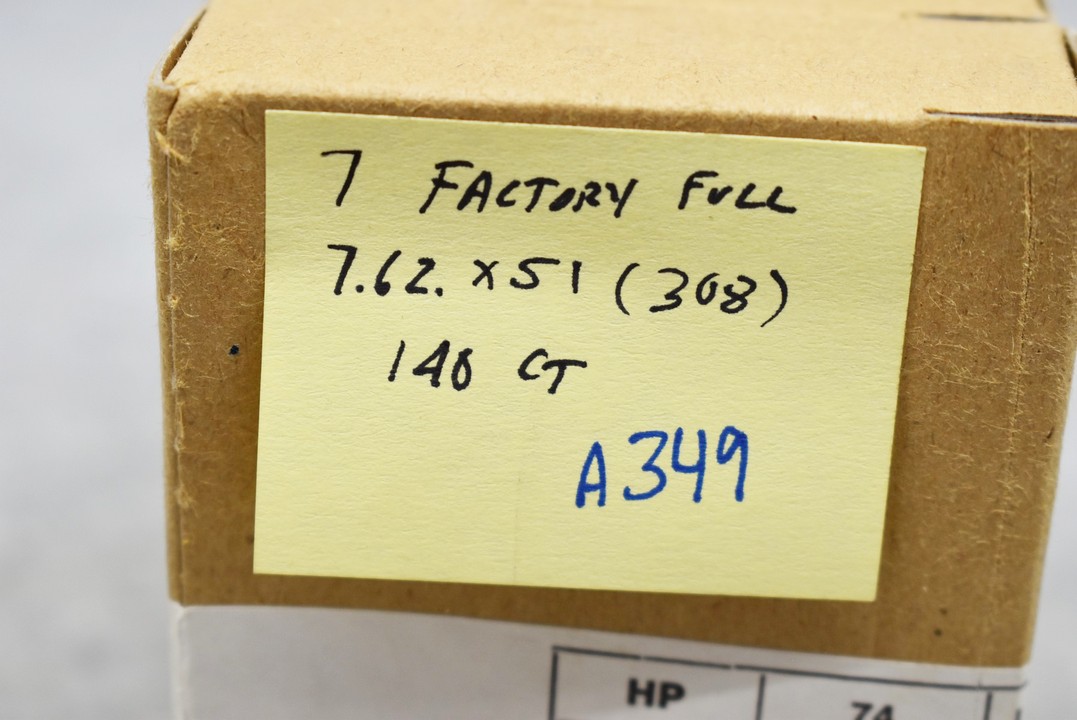 7 FACTORY FULL
7.62. x51 (308)
140 CT
A349
HP 74